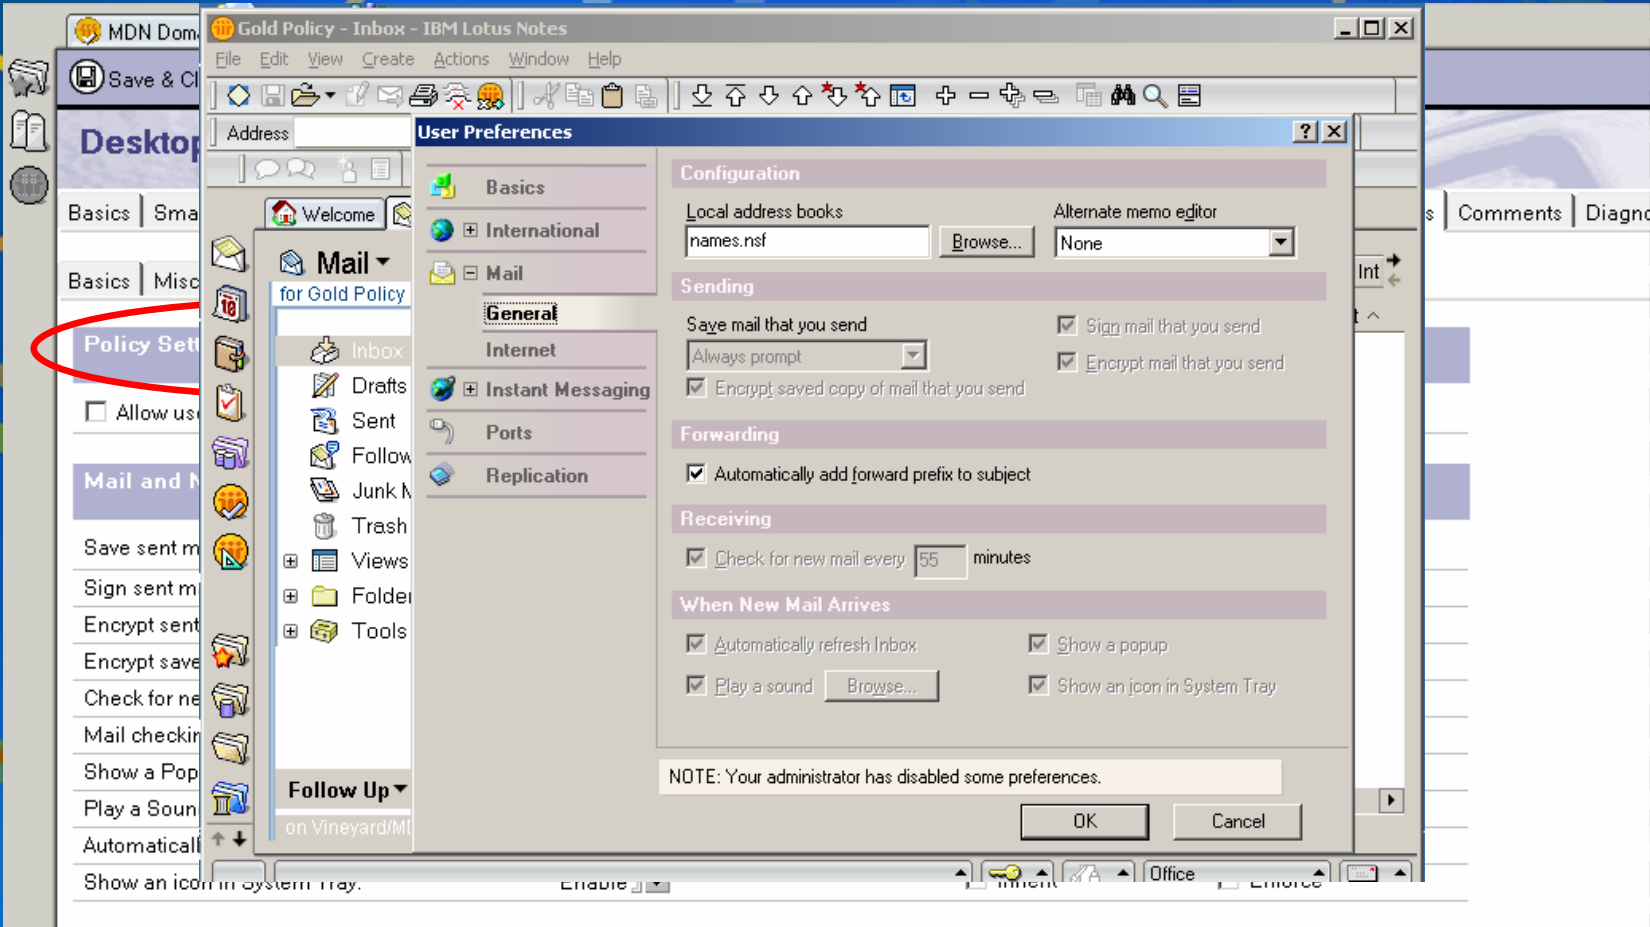 MDN Dom
Save & Cl
Desktop
Basics
Sma
s
Comments
Diagno
Basics
Misc
Policy Sett
Allow use
Mail and N
Save sent m
Sign sent m
Encrypt sent
Encrypt save
Check for ne
Mail checkin
Show a Pop
Play a Soun
Automaticall
Show an icon in System Tray:
Enable
Inherit
Enforce
Gold Policy - Inbox - IBM Lotus Notes
File Edit View Create Actions Window Help
Address
Welcome
Mail
for Gold Policy
Inbox
Drafts
Sent
Follow
Junk M
Trash
Views
Folder
Tools
Follow Up
on Vineyard/MD
Int
Office
User Preferences
Basics
International
Mail
General
Internet
Instant Messaging
Ports
Replication
Configuration
Local address books
Alternate memo editor
names.nsf
Browse...
None
Sending
Save mail that you send
Sign mail that you send
Always prompt
Encrypt mail that you send
Encrypt saved copy of mail that you send
Forwarding
Automatically add forward prefix to subject
Receiving
Check for new mail every 55 minutes
When New Mail Arrives
Automatically refresh Inbox
Show a popup
Play a sound
Browse...
Show an icon in System Tray
NOTE: Your administrator has disabled some preferences.
OK
Cancel